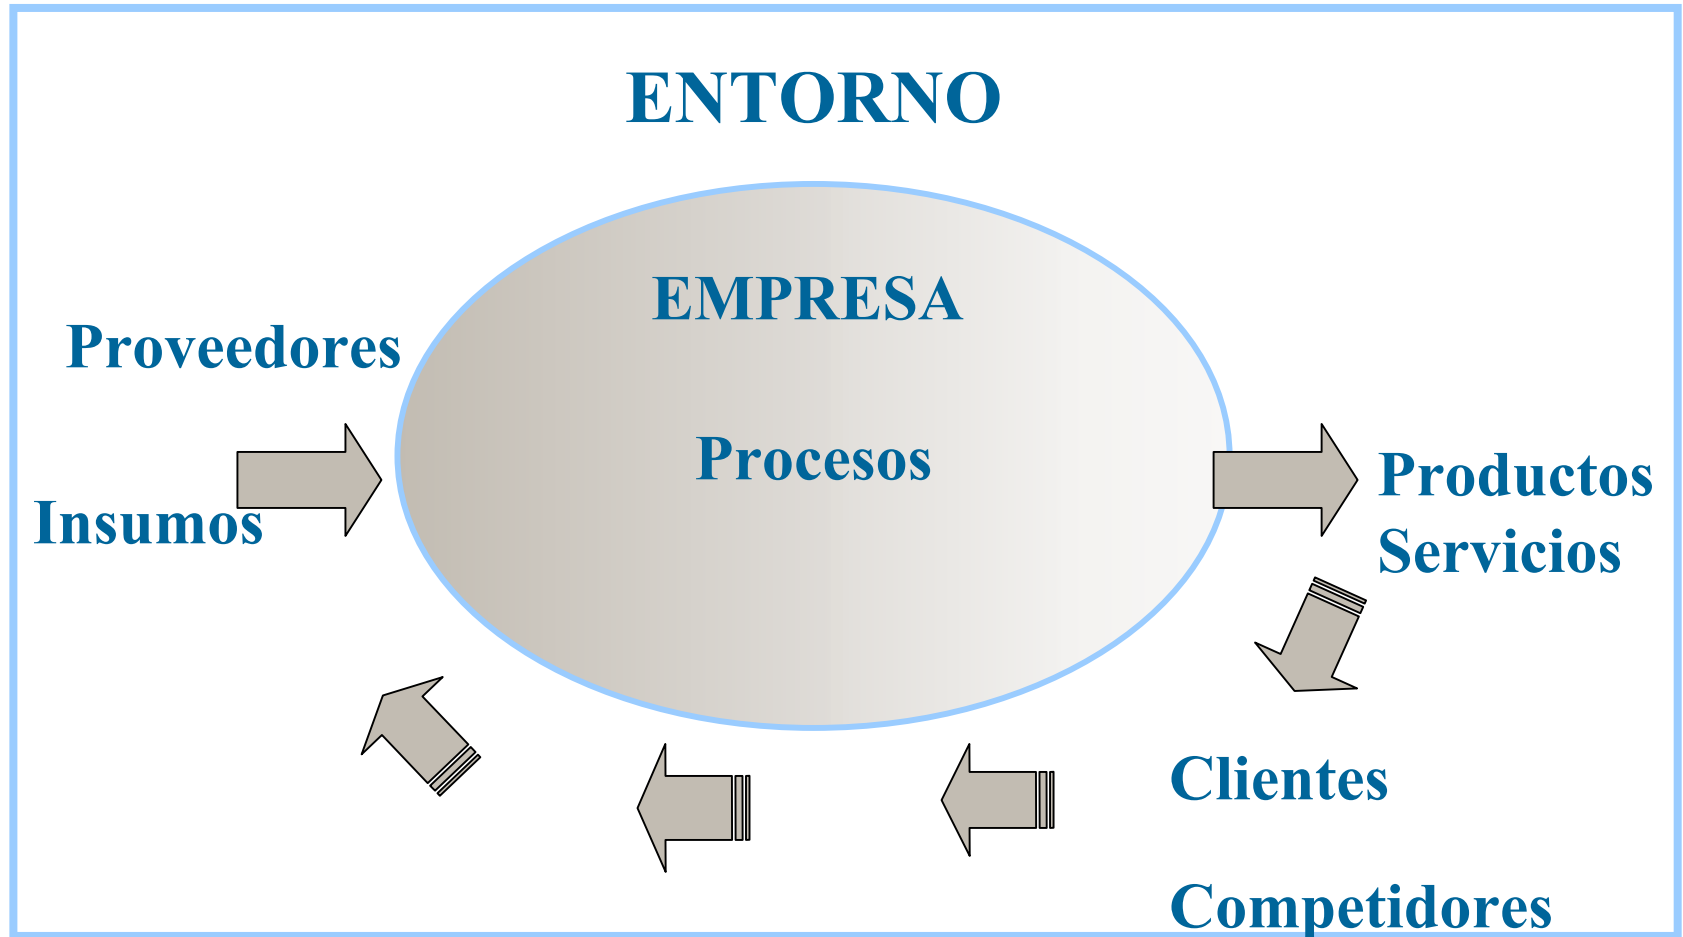 ENTORNO
EMPRESA
Proveedores
Procesos
Productos
Insumos
Servicios
Clientes
Competidores